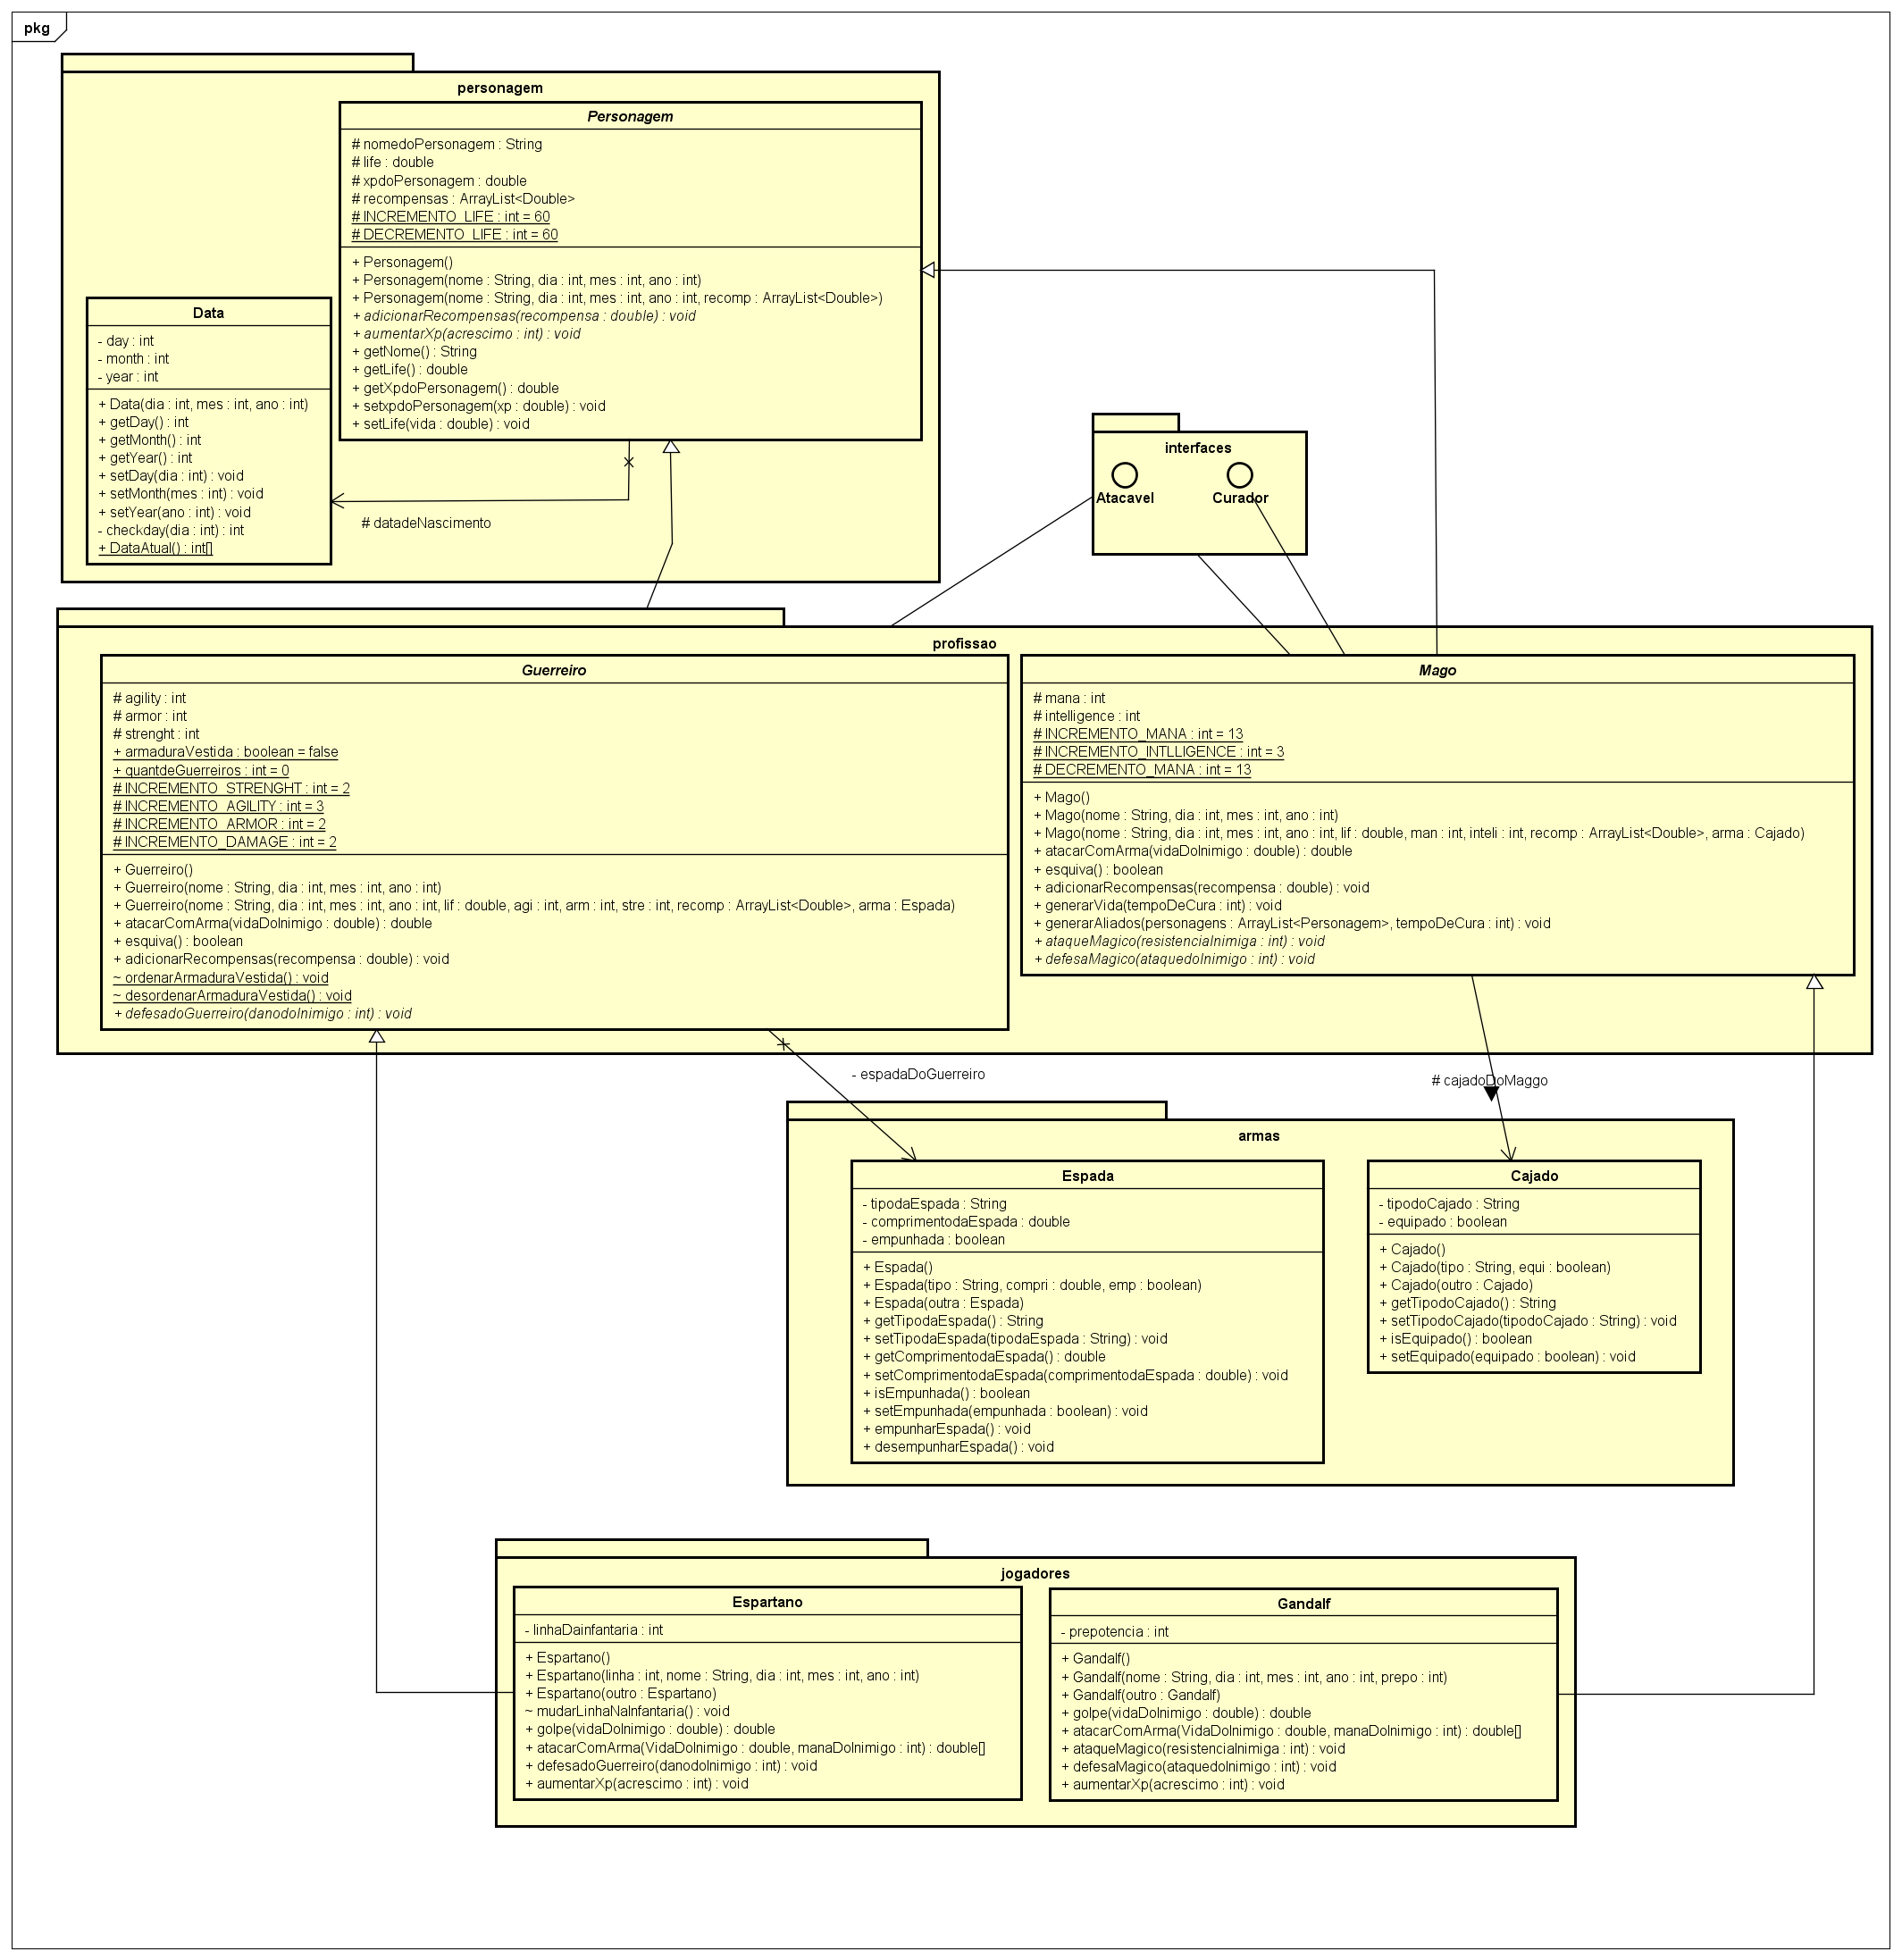 pkg
personagem
Personagem
# nomedoPersonagem : String
# life : double
# xpdoPersonagem : double
# recompensas : ArrayList<Double>
# INCREMENTO_LIFE : int = 60
# DECREMENTO_LIFE : int = 60
+ Personagem()
+ Personagem(nome : String, dia : int, mes : int, ano : int)
+ Personagem(nome : String, dia : int, mes : int, ano : int, recomp : ArrayList<Double>)
+ adicionarRecompensas(recompensa : double) : void
+ aumentarXp(acrescimo : int) : void
+ getNome() : String
+ getLife() : double
+ getXpdoPersonagem() : double
+ setxpdoPersonagem(xp : double) : void
+ setLife(vida : double) : void
Data
- day : int
- month : int
- year : int
+ Data(dia : int, mes : int, ano : int)
+ getDay() : int
+ getMonth() : int
+ getYear() : int
+ setDay(dia : int) : void
+ setMonth(mes : int) : void
+ setYear(ano : int) : void
- checkday(dia : int) : int
+ DataAtual() : int[]
# datadeNascimento
interfaces
Atacavel
Curador
profissao
Guerreiro
# agility : int
# armor : int
# strenght : int
+ armaduraVestida : boolean = false
+ quantdeGuerreiros : int = 0
# INCREMENTO_STRENGHT : int = 2
# INCREMENTO_AGILITY : int = 3
# INCREMENTO_ARMOR : int = 2
# INCREMENTO_DAMAGE : int = 2
+ Guerreiro()
+ Guerreiro(nome : String, dia : int, mes : int, ano : int)
+ Guerreiro(nome : String, dia : int, mes : int, ano : int, lif : double, agi : int, arm : int, stre : int, recomp : ArrayList<Double>, arma : Espada)
+ atacarComArma(vidaDoInimigo : double) : double
+ esquiva() : boolean
+ adicionarRecompensas(recompensa : double) : void
~ ordenarArmaduraVestida() : void
~ desordenarArmaduraVestida() : void
+ defesadoGuerreiro(danodoInimigo : int) : void
Mago
# mana : int
# intelligence : int
# INCREMENTO_MANA : int = 13
# INCREMENTO_INTLLIGENCE : int = 3
# DECREMENTO_MANA : int = 13
+ Mago()
+ Mago(nome : String, dia : int, mes : int, ano : int)
+ Mago(nome : String, dia : int, mes : int, ano : int, lif : double, man : int, inteli : int, recomp : ArrayList<Double>, arma : Cajado)
+ atacarComArma(vidaDoInimigo : double) : double
+ esquiva() : boolean
+ adicionarRecompensas(recompensa : double) : void
+ generarVida(tempoDeCura : int) : void
+ generarAliados(personagens : ArrayList<Personagem>, tempoDeCura : int) : void
+ ataqueMagico(resistenciaInimiga : int) : void
+ defesaMagico(ataquedoInimigo : int) : void
- espadaDoGuerreiro
# cajadoDoMaggo
armas
Espada
- tipodaEspada : String
- comprimentodaEspada : double
- empunhada : boolean
+ Espada()
+ Espada(tipo : String, compri : double, emp : boolean)
+ Espada(outra : Espada)
+ getTipodaEspada() : String
+ setTipodaEspada(tipodaEspada : String) : void
+ getComprimentodaEspada() : double
+ setComprimentodaEspada(comprimentodaEspada : double) : void
+ isEmpunhada() : boolean
+ setEmpunhada(empunhada : boolean) : void
+ empunharEspada() : void
+ desempunharEspada() : void
Cajado
- tipodoCajado : String
- equipado : boolean
+ Cajado()
+ Cajado(tipo : String, equi : boolean)
+ Cajado(outro : Cajado)
+ getTipodoCajado() : String
+ setTipodoCajado(tipodoCajado : String) : void
+ isEquipado() : boolean
+ setEquipado(equipado : boolean) : void
jogadores
Espartano
- linhaDainfantaria : int
+ Espartano()
+ Espartano(linha : int, nome : String, dia : int, mes : int, ano : int)
+ Espartano(outro : Espartano)
~ mudarLinhaNaInfantaria() : void
+ golpe(vidaDoInimigo : double) : double
+ atacarComArma(VidaDoInimigo : double, manaDoInimigo : int) : double[]
+ defesadoGuerreiro(danodoInimigo : int) : void
+ aumentarXp(acrescimo : int) : void
Gandalf
- prepotencia : int
+ Gandalf()
+ Gandalf(nome : String, dia : int, mes : int, ano : int, prepo : int)
+ Gandalf(outro : Gandalf)
+ golpe(vidaDoInimigo : double) : double
+ atacarComArma(VidaDoInimigo : double, manaDoInimigo : int) : double[]
+ ataqueMagico(resistenciaInimiga : int) : void
+ defesaMagico(ataquedoInimigo : int) : void
+ aumentarXp(acrescimo : int) : void